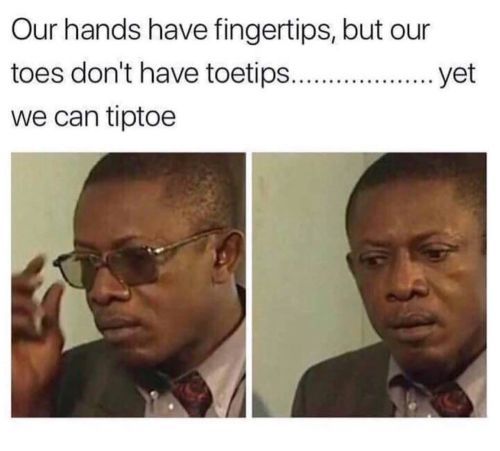 Our hands have fingertips, but our
toes don't have toetips................... yet
we can tiptoe